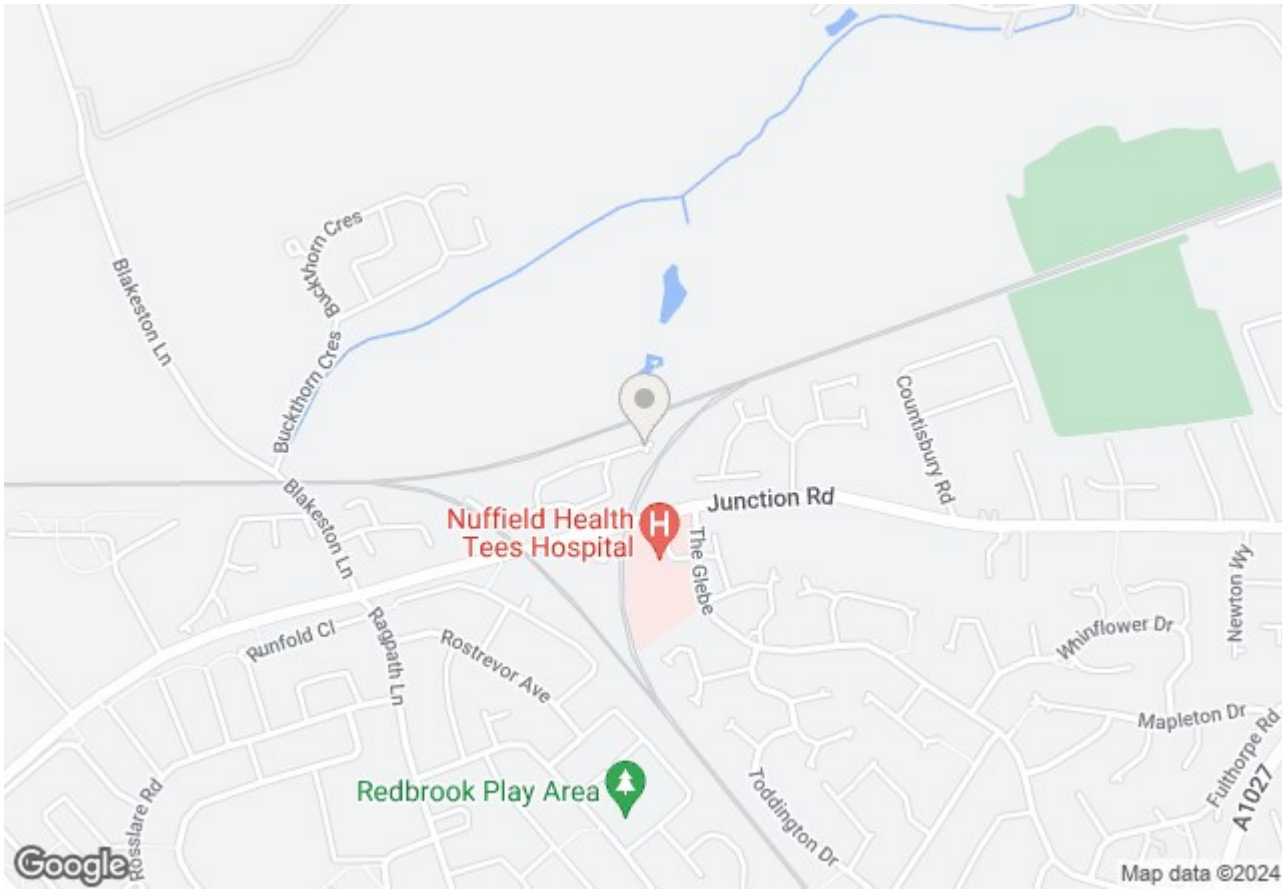 Buckthorn Cres
Blakeston Ln
Buckthorn Cres
Countisbury Rd
Blakeston Ln
Junction Rd
Nuffield Health
Tees Hospital
H
The Glebe
Newton Wy
Runfold Cl
Ragpath Ln
Rostrevor Ave
Whinflower Dr
Mapleton Dr
Fulthorpe Rd
Redbrook Play Area
Toddington Dr
Rosslare Rd
A1027
Google
Map data ©2024